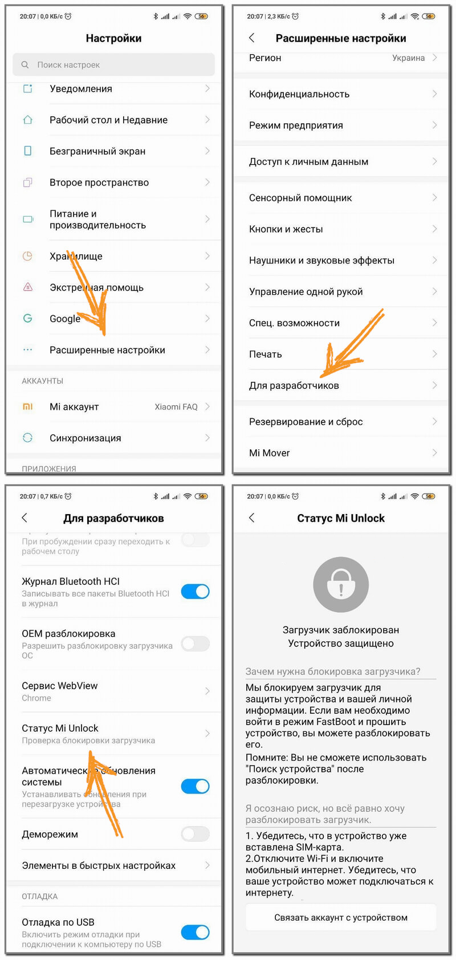 20:07 | 0,0 КБ/с
56
Настройки
Поиск настроек
Уведомления
Рабочий стол и Недавние
Безграничный экран
Второе пространство
Питание и
производительность
Хранилище
Экстренная помощь
Google
Расширенные настройки
АККАУНТЫ
Mi аккаунт
Xiaomi FAQ
Синхронизация
ПРИЛОЖЕНИЯ
20:07 | 2,3 КБ/с
56
Расширенные настройки
Регион
Украина
Конфиденциальность
Режим предприятия
Доступ к личным данным
Сенсорный помощник
Кнопки и жесты
Наушники и звуковые эффекты
Управление одной рукой
Спец. возможности
Печать
Для разработчиков
Резервирование и сброс
Mi Mover
20:07 | 0,7 КБ/с
56
Для разработчиков
При пробуждении сразу переходить к
рабочему столу
Журнал Bluetooth HCI
Записывать все пакеты Bluetooth HCI
в журнал
OEM разблокировка
Разрешить разблокировку загрузчика
ОС
Сервис WebView
Chrome
Статус Mi Unlock
Проверка блокировки загрузчика
Автоматические обновления
системы
Устанавливать обновления при
перезагрузке устройства
Деморежим
Элементы в быстрых настройках
ОТЛАДКА
Отладка по USB
Включить режим отладки при
подключении к компьютеру по USB
20:07 | 0,0 КБ/с
56
Статус Mi Unlock
Загрузчик заблокирован
Устройство защищено
Зачем нужна блокировка загрузчика?
Мы блокируем загрузчик для
защиты устройства и вашей личной
информации. Если вам необходимо
войти в режим FastBoot и прошить
устройство, вы можете разблокировать
его.
Помните: Вы не сможете использовать
"Поиск устройства" после
разблокировки.
Я осознаю риск, но всё равно хочу
разблокировать загрузчик.
1. Убедитесь, что в устройство уже
вставлена SIM-карта.
2.Отключите Wi-Fi и включите
мобильный интернет. Убедитесь, что
ваше устройство может подключаться к
интернету.
Связать аккаунт с устройством